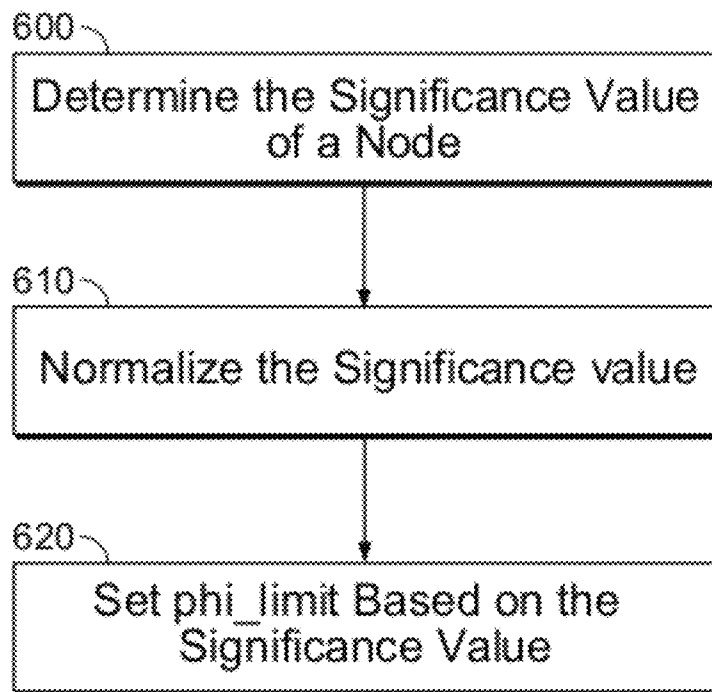 600
Determine the Significance Value
of a Node
610
Normalize the Significance value
620
Set phi_limit Based on the
Significance Value